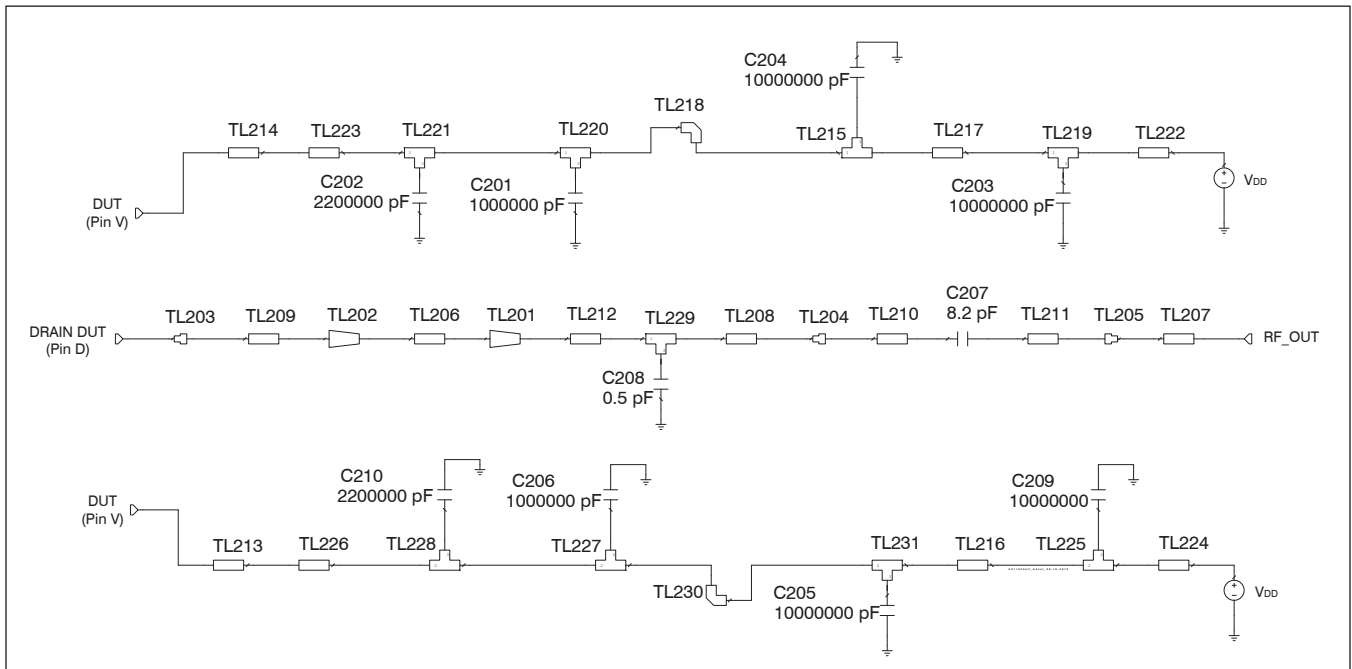 C204
10000000 pF
TL218
TL214
TL223
TL221
TL220
TL215
TL217
TL219
TL222
C202
2200000 pF
C201
1000000 pF
C203
10000000 pF
VDD
DUT
(Pin V)
C207
8.2 pF
TL203
TL209
TL202
TL206
TL201
TL212
TL229
TL208
TL204
TL210
TL211
TL205
TL207
DRAIN DUT
(Pin D)
RF_OUT
C208
0.5 pF
C210
2200000 pF
C206
1000000 pF
C209
10000000
DUT
(Pin V)
TL213
TL226
TL228
TL227
TL231
TL216
TL225
TL224
TL230
C205
10000000 pF
VDD